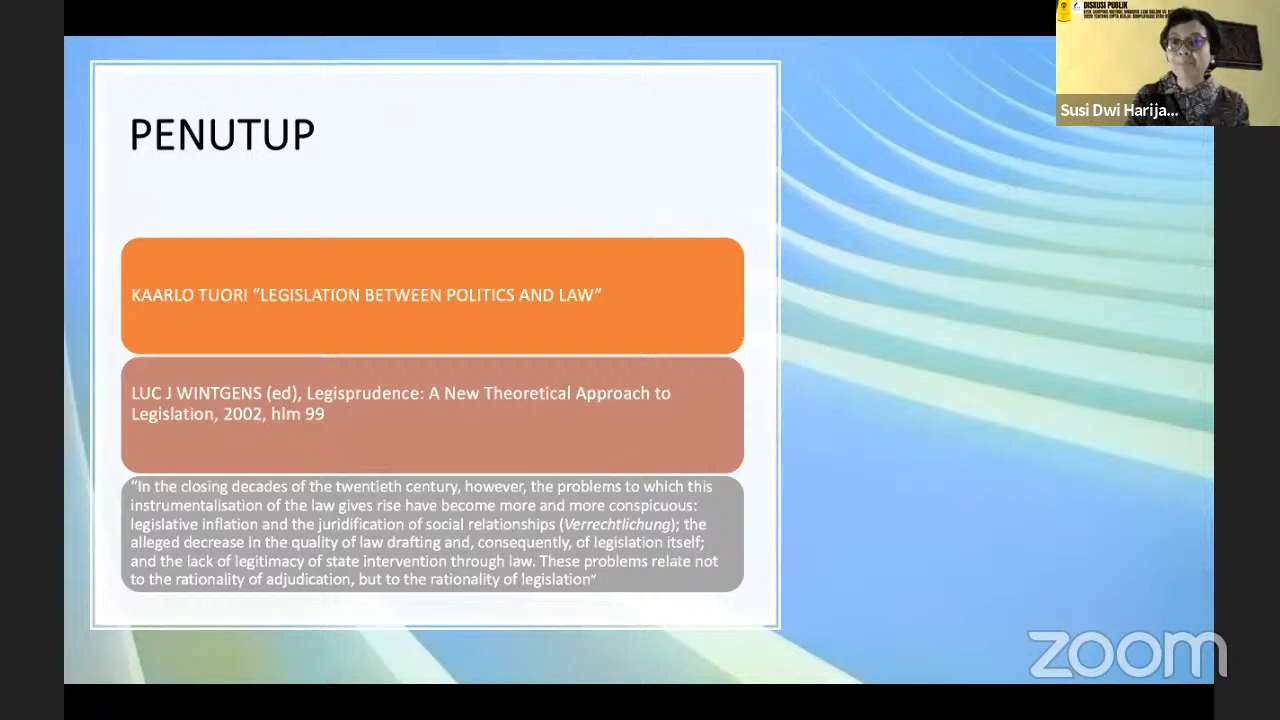 DISKUSI PUBLIK
PENUTUP
Susi Dwi Harija...
KAARLO TUORI “LEGISLATION BETWEEN POLITICS AND LAW”
LUC J WINTGENS (ed), Legisprudence: A New Theoretical Approach to
Legislation, 2002, hlm 99
“In the closing decades of the twentieth century, however, the problems to which this
instrumentalisation of the law gives rise have become more and more conspicuous:
legislative inflation and the juridification of social relationships (Verrechtlichung); the
alleged decrease in the quality of law drafting and, consequently, of legislation itself;
and the lack of legitimacy of state intervention through law. These problems relate not
to the rationality of adjudication, but to the rationality of legislation”
zoom